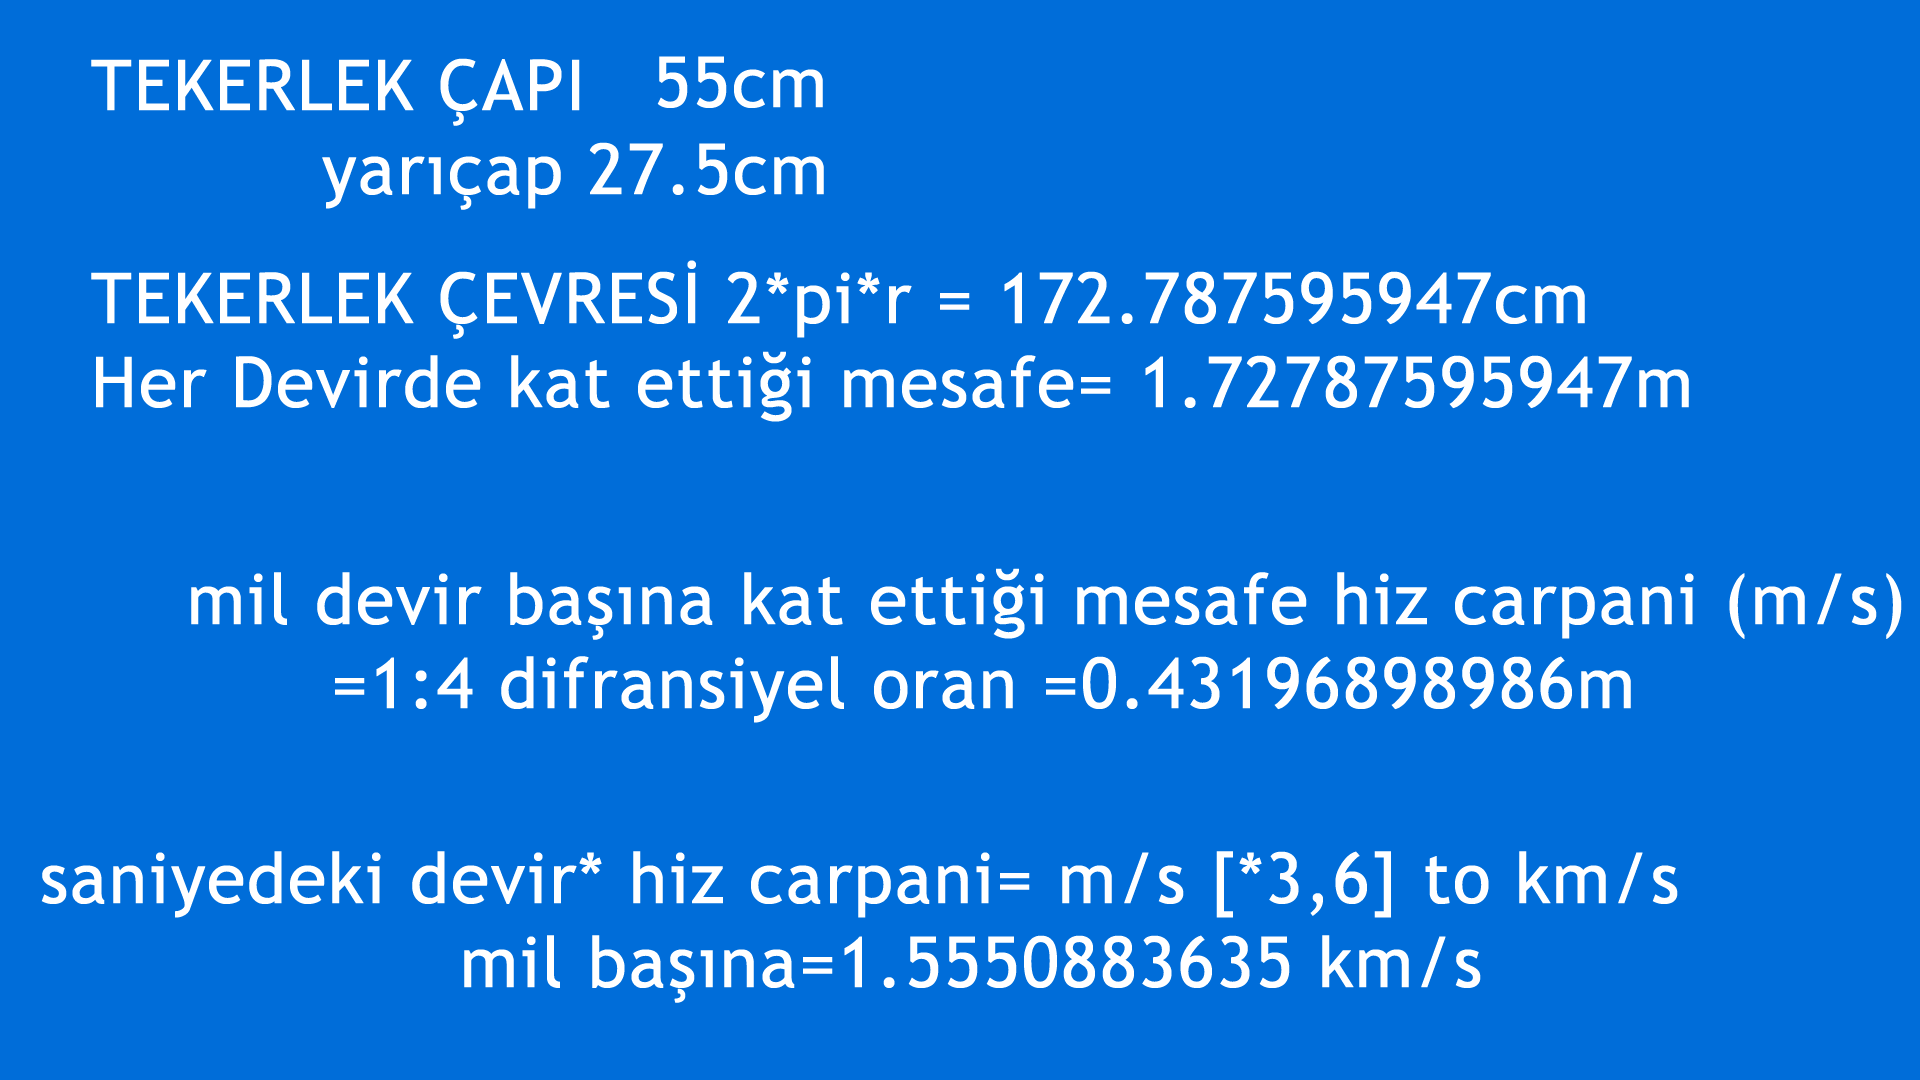 TEKERLEK ÇAPI 55cm
yarıçap 27.5cm
TEKERLEK ÇEVRESİ 2*pi*r = 172.787595947cm
Her Devirde kat ettiği mesafe= 1.72787595947m
mil devir başına kat ettiği mesafe hiz carpani (m/s)
=1:4 difransiyel oran =0.43196898986m
saniyedeki devir* hiz carpani= m/s [*3,6] to km/s
mil başına=1.5550883635 km/s